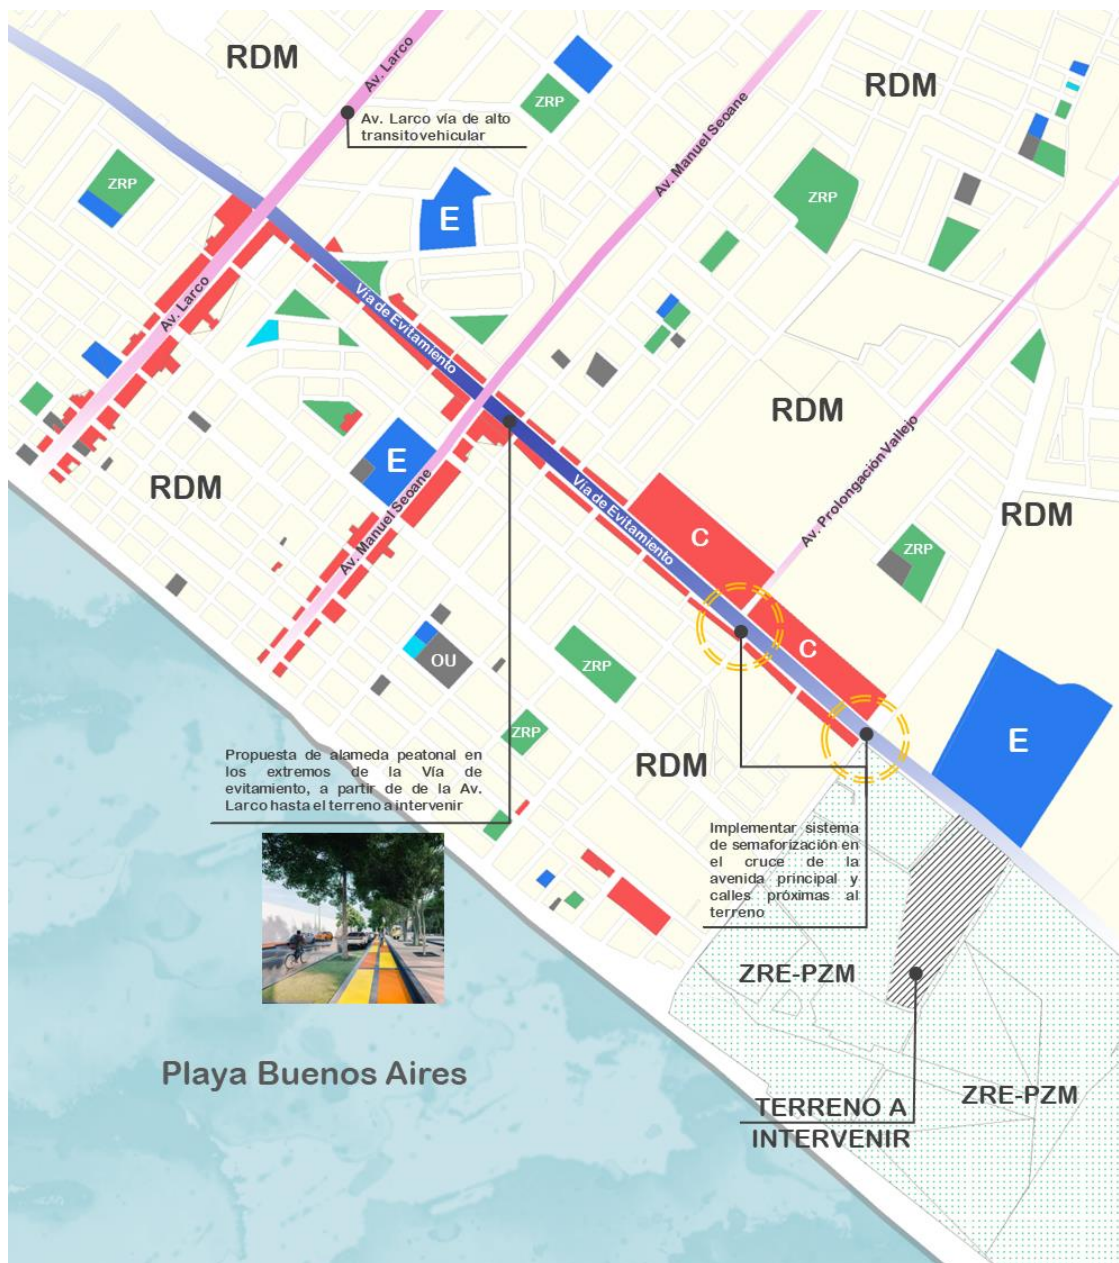 RDM
Av. Larco
RDM
ZRP
Av. Larco vía de alto
transitovehicular
Av. Manuel Seoane
ZRP
ZRP
E
Av. Larco
Vía de Evitamiento
RDM
RDM
E
Av. Manuel Seoane
Vía de Evitamiento
Av. Prolongación Vallejo
RDM
C
ZRP
OU
ZRP
C
ZRP
E
Propuesta de alameda peatonal en
los extremos de la Vía de
evitamiento, a partir de de la Av.
Larco hasta el terreno a intervenir
RDM
Implementar sistema
de semaforización en
el cruce de la
avenida principal y
calles próximas al
terreno
ZRE-PZM
Playa Buenos Aires
ZRE-PZM
TERRENO A
INTERVENIR